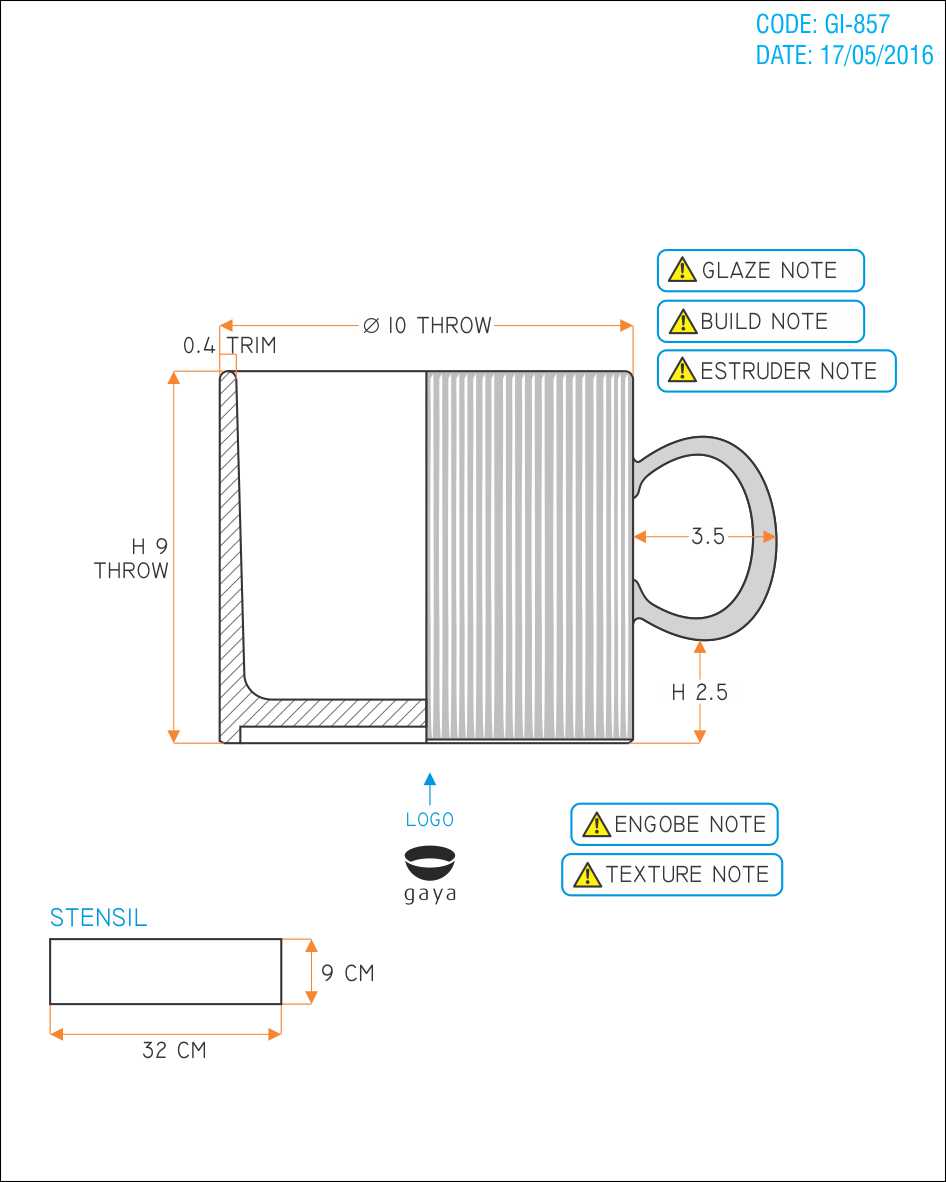 CODE: GI-857
DATE: 17/05/2016
GLAZE NOTE
BUILD NOTE
ESTRUDER NOTE
Ø 10 THROW
0.4 TRIM
H 9
THROW
3.5
H 2.5
LOGO
gaya
ENGOBE NOTE
TEXTURE NOTE
STENSIL
9 CM
32 CM